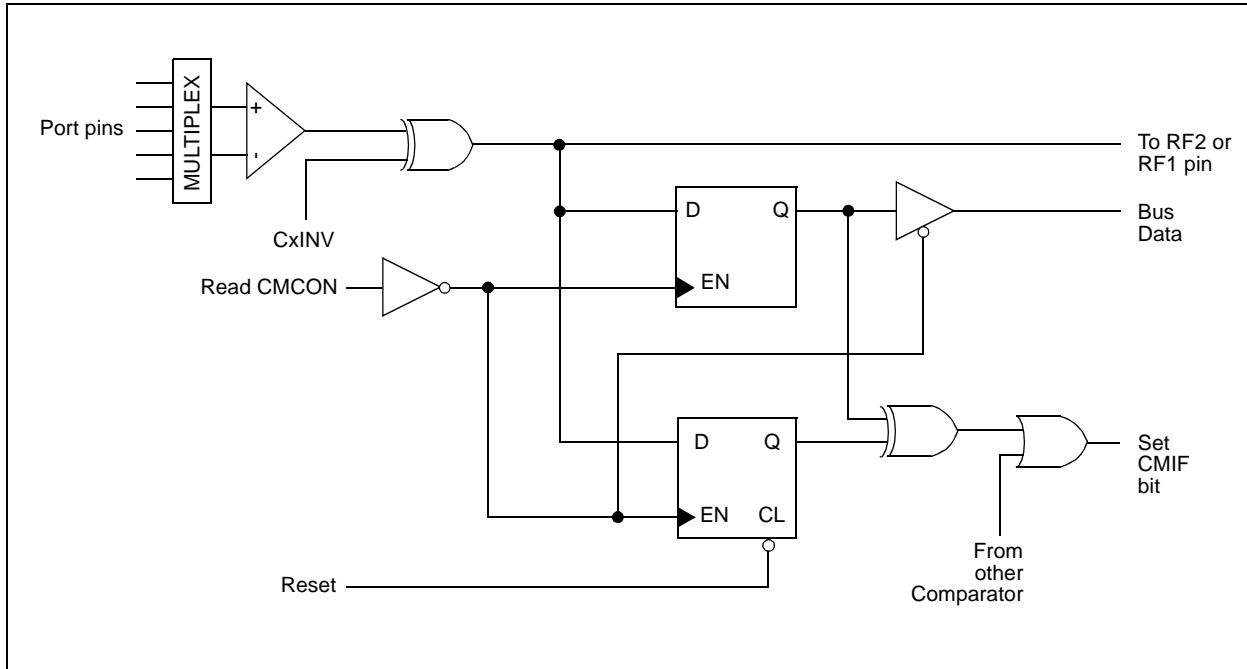 MULTIPLEX
+
Port pins
-
To RF2 or
RF1 pin
D
Q
Bus
Data
CxINV
Read CMCON
EN
D
Q
Set
CMIF
bit
EN
CL
From
other
Comparator
Reset